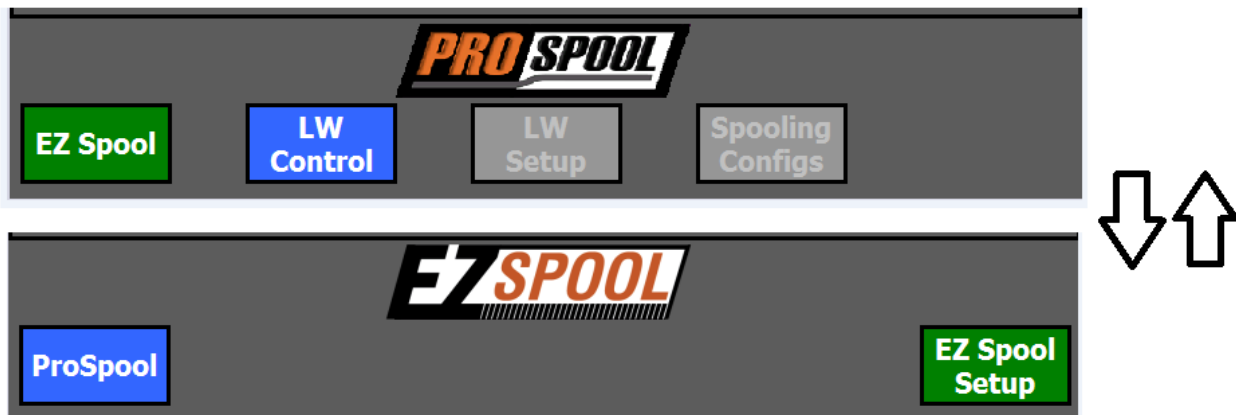 PRO SPOOL
EZ Spool
LW
Control
LW
Setup
Spooling
Configs
EZ SPOOL
ProSpool
EZ Spool
Setup